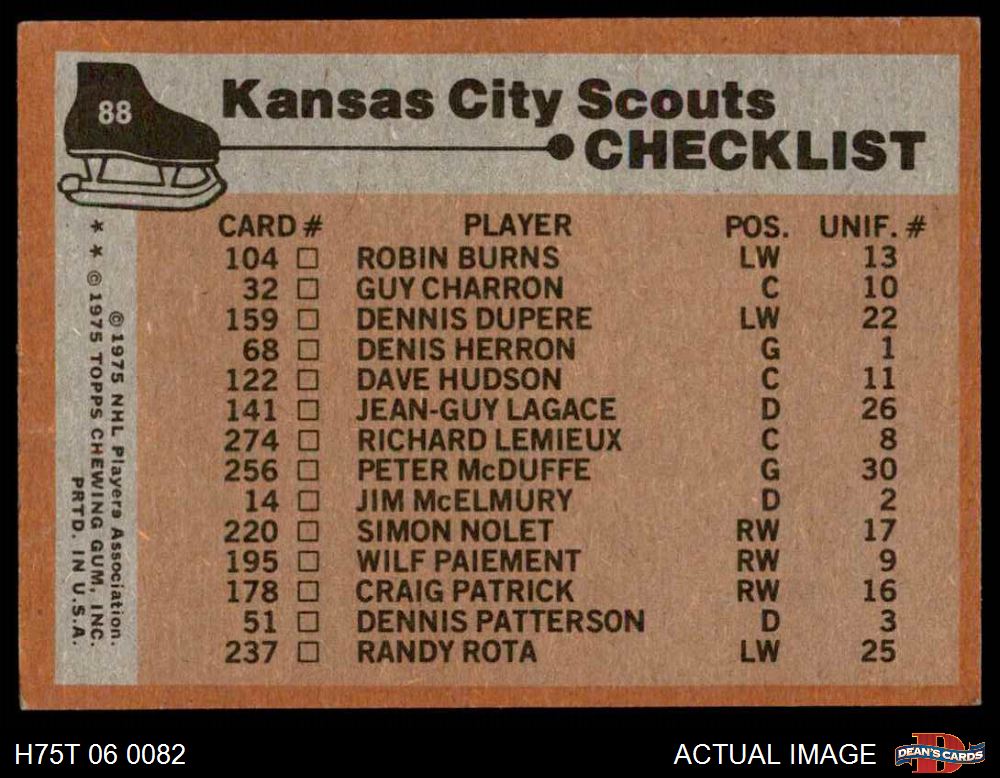 88
Kansas City Scouts
CHECKLIST
CARD # PLAYER POS. UNIF. #
104 □ ROBIN BURNS LW 13
32 □ GUY CHARRON C 10
159 □ DENNIS DUPERE LW 22
68 □ DENIS HERRON G 1
122 □ DAVE HUDSON C 11
141 □ JEAN-GUY LAGACE D 26
274 □ RICHARD LEMIEUX C 8
256 □ PETER McDUFFE G 30
14 □ JIM McELMURY D 2
220 □ SIMON NOLET RW 17
195 □ WILF PAIEMENT RW 9
178 □ CRAIG PATRICK RW 16
51 □ DENNIS PATTERSON D 3
237 □ RANDY ROTA LW 25
© 1975 NHL Players Association.
* * © 1975 TOPPS CHEWING GUM, INC.
PRTD. IN U.S.A.
H75T 06 0082
ACTUAL IMAGE
D
DEAN'S CARDS